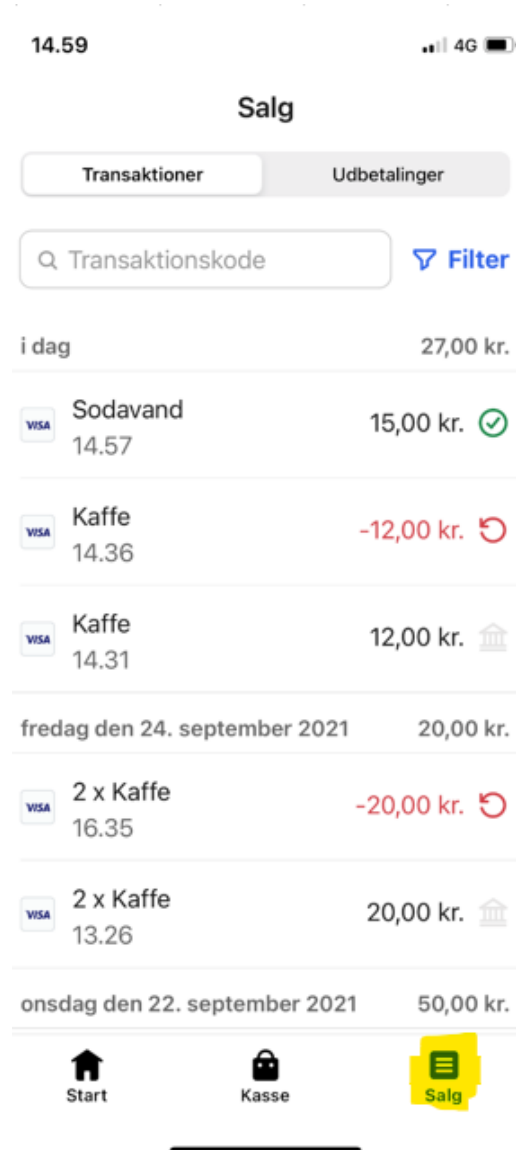 14.59 4G
Salg
Transaktioner Udbetalinger
Transaktionskode Filter
i dag 27,00 kr.
VISA Sodavand 15,00 kr.
14.57
VISA Kaffe -12,00 kr.
14.36
VISA Kaffe 12,00 kr.
14.31
fredag den 24. september 2021 20,00 kr.
VISA 2 x Kaffe -20,00 kr.
16.35
VISA 2 x Kaffe 20,00 kr.
13.26
onsdag den 22. september 2021 50,00 kr.
Start Kasse Salg